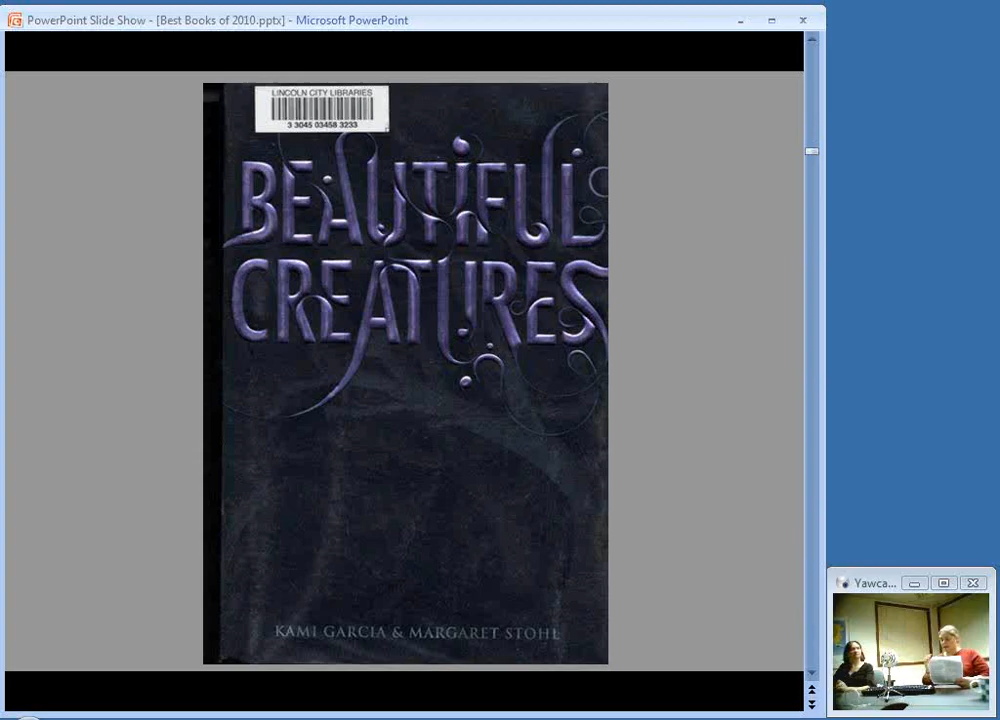 PowerPoint Slide Show - [Best Books of 2010.pptx] - Microsoft PowerPoint
LINCOLN CITY LIBRARIES
3 3045 03458 3233
BEAUTIFUL
CREATURES
KAMI GARCIA & MARGARET STOHL
Yawca...